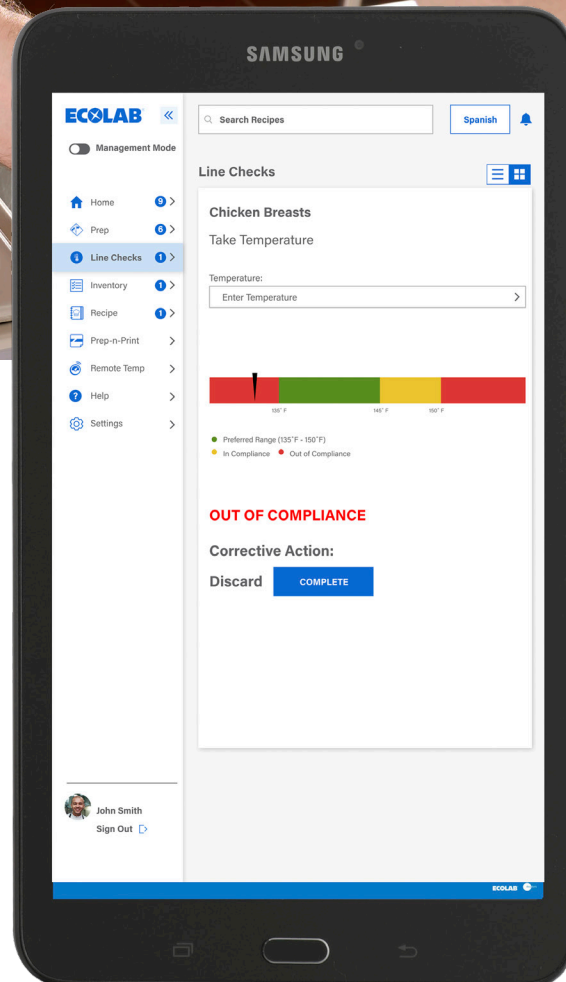 SAMSUNG
ECOLAB
Search Recipes
Spanish
Management Mode
Line Checks
Home 9
Prep 6
Line Checks 1
Inventory 1
Recipe 1
Prep-n-Print
Remote Temp
? Help
Settings
Chicken Breasts
Take Temperature
Temperature:
Enter Temperature
135° F 145° F 150° F
Preferred Range (135°F - 150°F)
In Compliance Out of Compliance
OUT OF COMPLIANCE
Corrective Action:
Discard COMPLETE
John Smith
Sign Out
ECOLAB